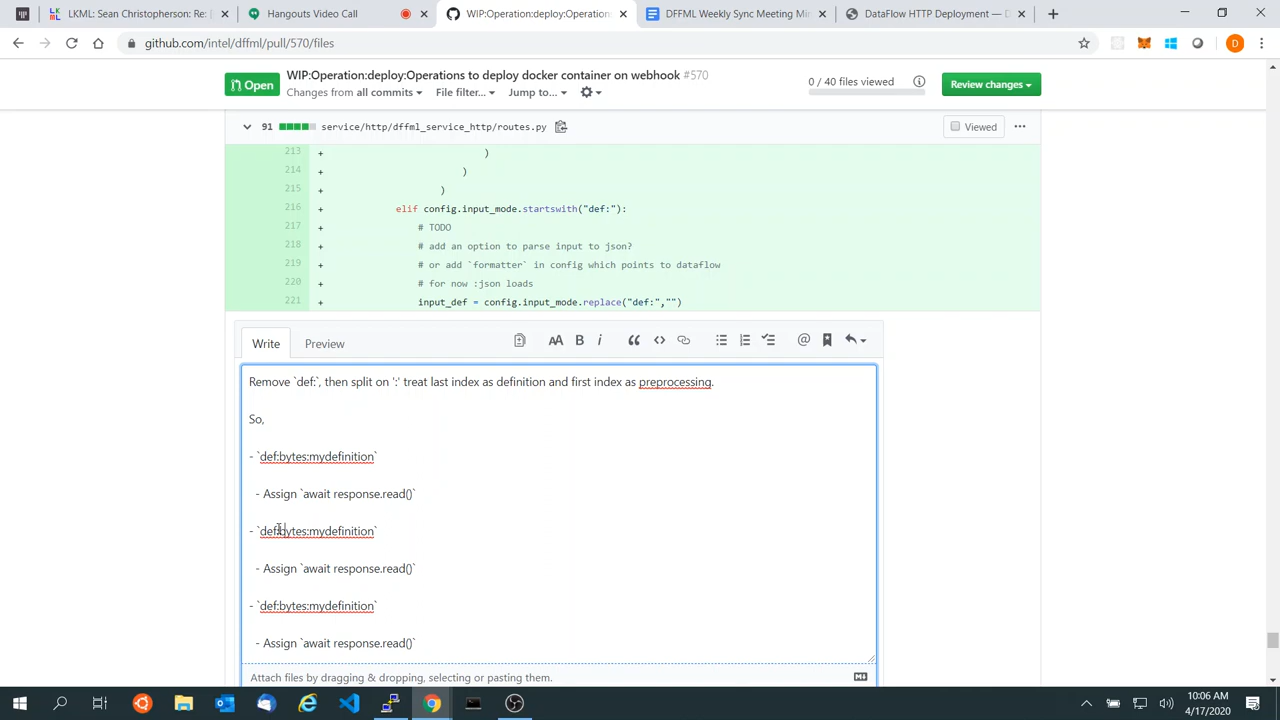 LKML: Sean Christopherson: Re:
Hangouts Video Call
WIP:Operation:deploy:Operation
DFFML Weekly Sync Meeting Min
DataFlow HTTP Deployment — D
github.com/intel/dffml/pull/570/files
D
Open
WIP:Operation:deploy:Operations to deploy docker container on webhook #570
Changes from all commits
File filter...
Jump to...
0 / 40 files viewed
Review changes
91 service/http/dffml_service_http/routes.py
Viewed
213 + )
214 + )
215 + )
216 + elif config.input_mode.startswith("def:"):
217 + # TODO
218 + # add an option to parse input to json?
219 + # or add `formatter` in config which points to dataflow
220 + # for now :json loads
221 + input_def = config.input_mode.replace("def:","")
Write
Preview
Remove `def:`, then split on ':' treat last index as definition and first index as preprocessing.
So,
- `def:bytes:mydefinition`
- Assign `await response.read()`
- `def:bytes:mydefinition`
- Assign `await response.read()`
- `def:bytes:mydefinition`
- Assign `await response.read()`
Attach files by dragging & dropping, selecting or pasting them.
10:06 AM
4/17/2020